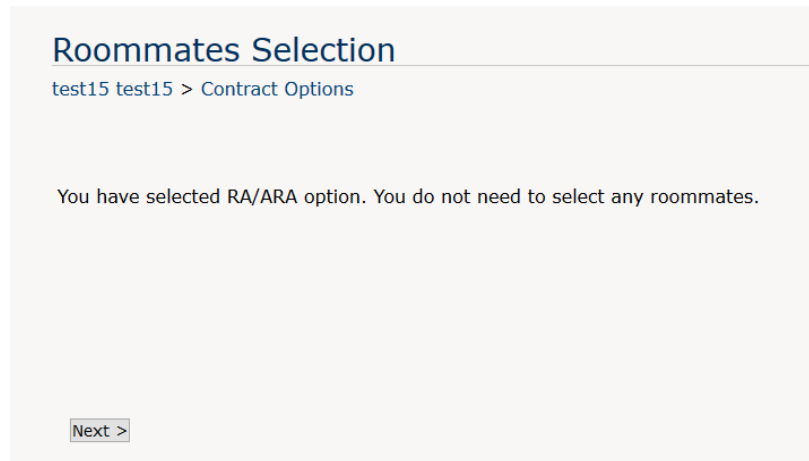 Roommates Selection
test15 test15 > Contract Options
You have selected RA/ARA option. You do not need to select any roommates.
Next >